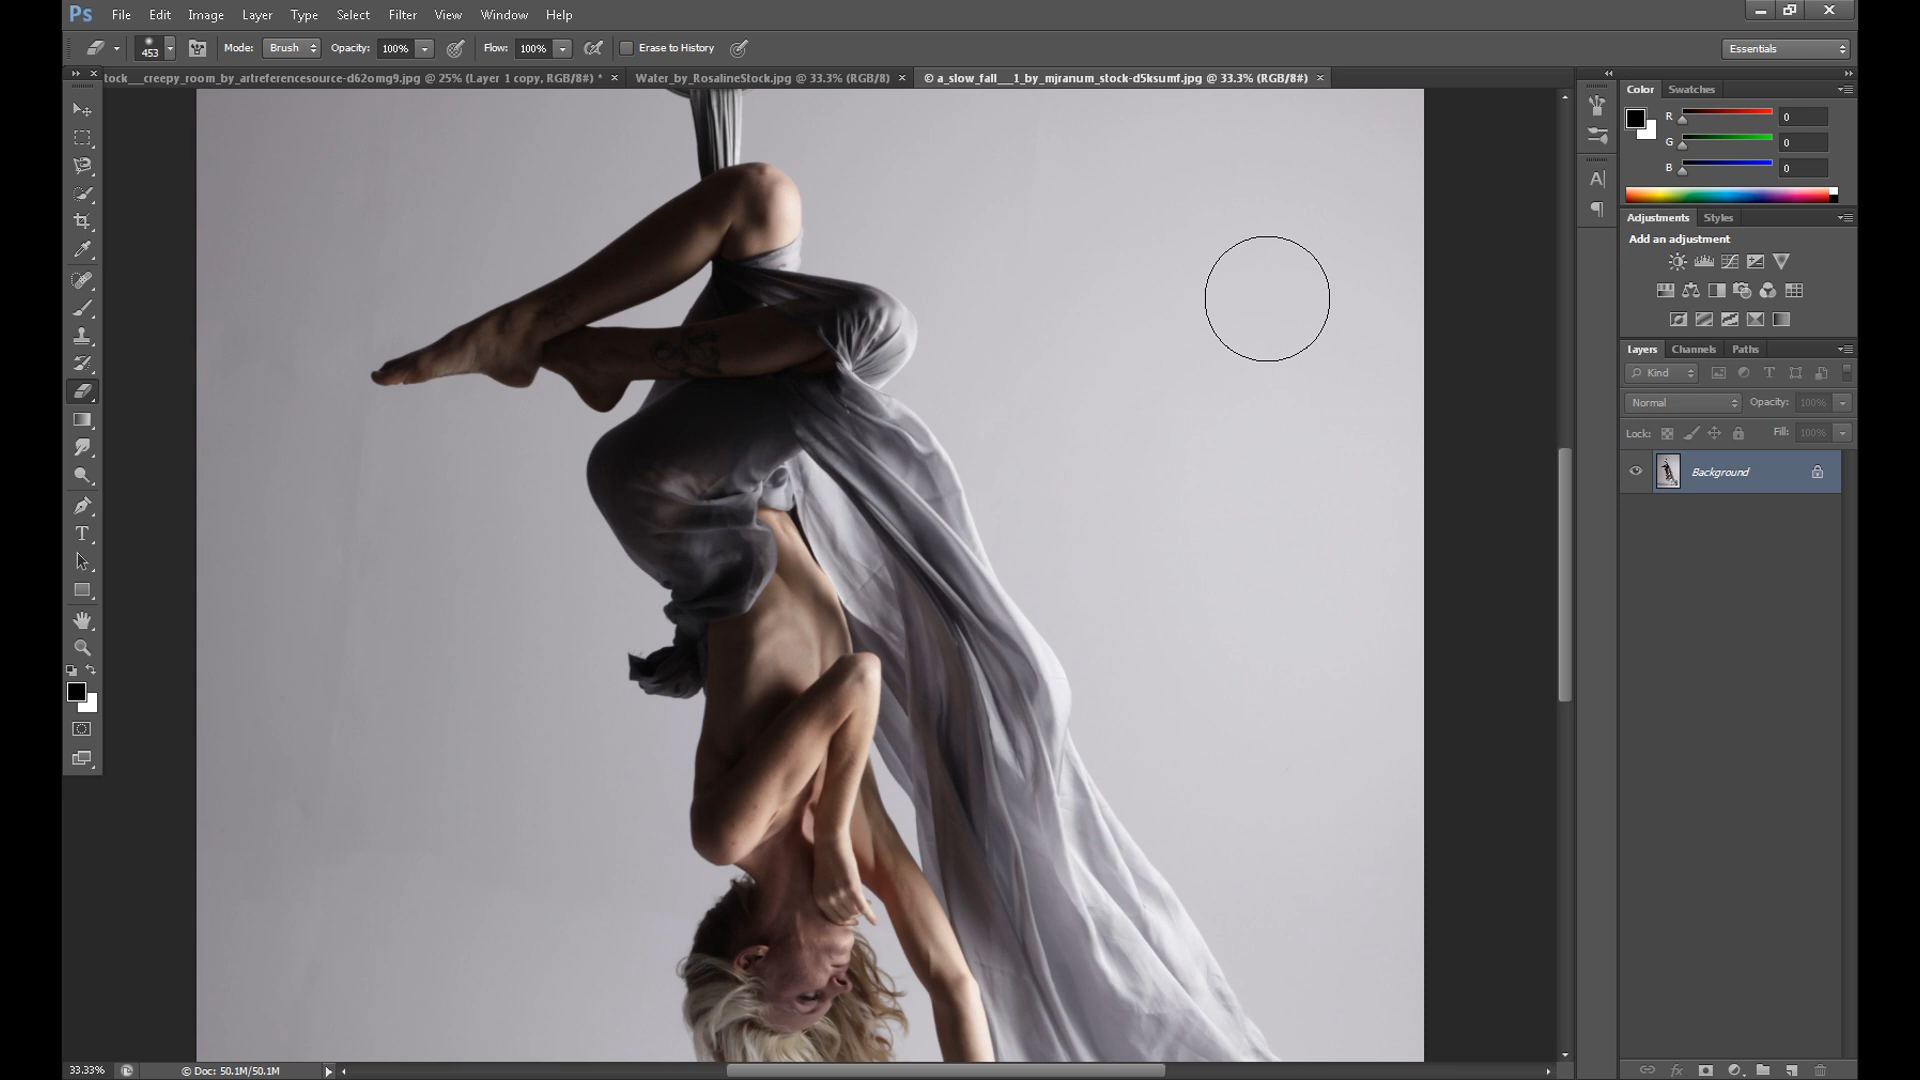 Ps File Edit Image Layer Type Select Filter View Window Help
453 Mode: Brush Opacity: 100% Flow: 100% Erase to History Essentials
tock__creepy_room_by_artreferencesource-d62omg9.jpg @ 25% (Layer 1 copy, RGB/8#) * × Water_by_RosalineStock.jpg @ 33.3% (RGB/8) × © a_slow_fall___1_by_mjranum_stock-d5ksumf.jpg @ 33.3% (RGB/8#) ×
Color Swatches
R 0
G 0
B 0
Adjustments Styles
Add an adjustment
Layers Channels Paths
Kind
Normal Opacity: 100%
Lock: Fill: 100%
Background
33.33% © Doc: 50.1M/50.1M